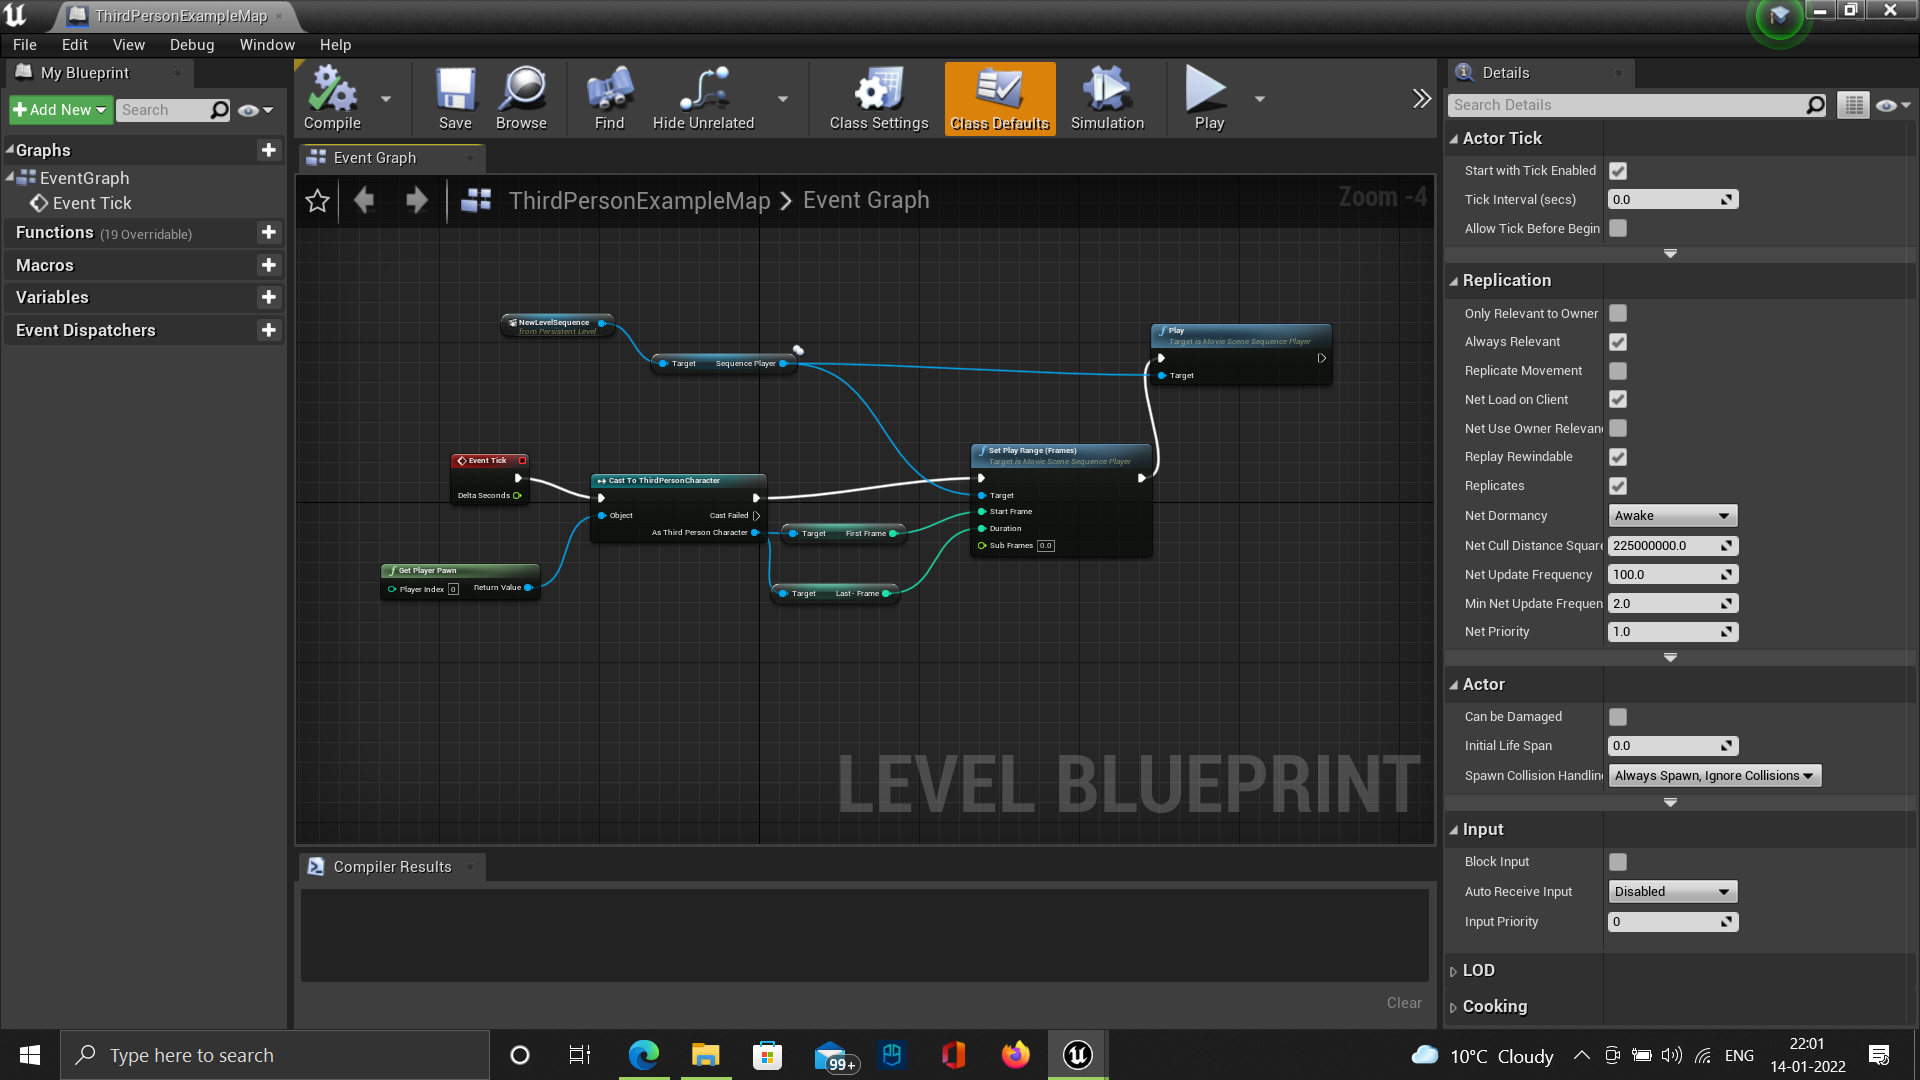 ThirdPersonExampleMap
File Edit View Debug Window Help
My Blueprint
Add New
Search
Graphs
EventGraph
Event Tick
Functions (19 Overridable)
Macros
Variables
Event Dispatchers
Compile
Save
Browse
Find
Hide Unrelated
Class Settings
Class Defaults
Simulation
Play
Event Graph
ThirdPersonExampleMap > Event Graph
Zoom -4
NewLevelSequence
from Persistent Level
Target Sequence Player
Play
Target is Movie Scene Sequence Player
Target
Event Tick
Delta Seconds
Cast To ThirdPersonCharacter
Object
Cast Failed
As Third Person Character
Set Play Range (Frames)
Target is Movie Scene Sequence Player
Target
Start Frame
Duration
Sub Frames 0.0
Target First Frame
Target Last- Frame
Get Player Pawn
Player Index 0 Return Value
LEVEL BLUEPRINT
Compiler Results
Clear
Details
Search Details
Actor Tick
Start with Tick Enabled
Tick Interval (secs) 0.0
Allow Tick Before Begin
Replication
Only Relevant to Owner
Always Relevant
Replicate Movement
Net Load on Client
Net Use Owner Relevan
Replay Rewindable
Replicates
Net Dormancy Awake
Net Cull Distance Square 225000000.0
Net Update Frequency 100.0
Min Net Update Frequen 2.0
Net Priority 1.0
Actor
Can be Damaged
Initial Life Span 0.0
Spawn Collision Handling Always Spawn, Ignore Collisions
Input
Block Input
Auto Receive Input Disabled
Input Priority 0
LOD
Cooking
Type here to search
99+
10°C Cloudy
ENG
22:01
14-01-2022